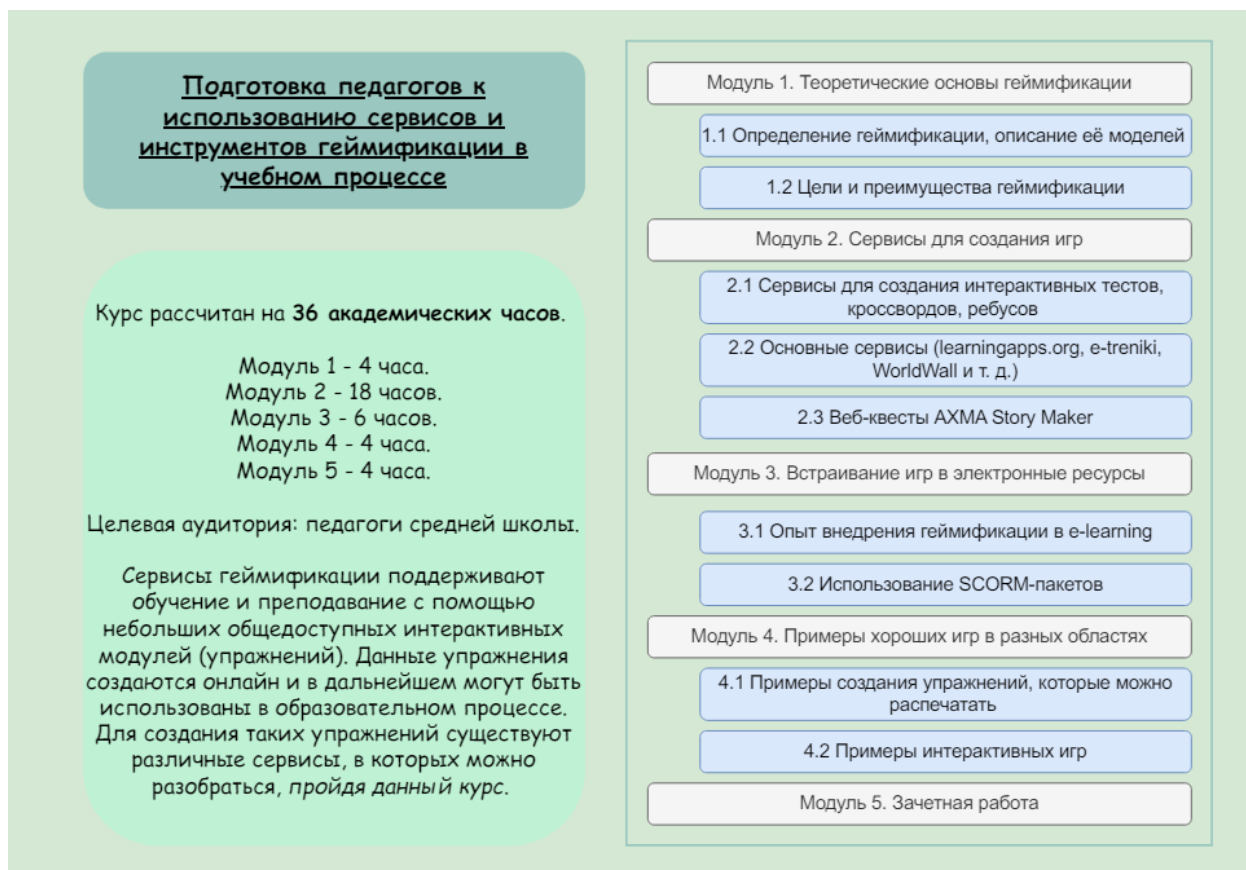 Подготовка педагогов к
использованию сервисов и
инструментов геймификации в
учебном процессе
Курс рассчитан на 36 академических часов.
Модуль 1 - 4 часа.
Модуль 2 - 18 часов.
Модуль 3 - 6 часов.
Модуль 4 - 4 часа.
Модуль 5 - 4 часа.
Целевая аудитория: педагоги средней школы.
Сервисы геймификации поддерживают
обучение и преподавание с помощью
небольших общедоступных интерактивных
модулей (упражнений). Данные упражнения
создаются онлайн и в дальнейшем могут быть
использованы в образовательном процессе.
Для создания таких упражнений существуют
различные сервисы, в которых можно
разобраться, пройдя данный курс.
Модуль 1. Теоретические основы геймификации
1.1 Определение геймификации, описание её моделей
1.2 Цели и преимущества геймификации
Модуль 2. Сервисы для создания игр
2.1 Сервисы для создания интерактивных тестов,
кроссвордов, ребусов
2.2 Основные сервисы (learningapps.org, e-treniki,
WorldWall и т. д.)
2.3 Веб-квесты AXMA Story Maker
Модуль 3. Встраивание игр в электронные ресурсы
3.1 Опыт внедрения геймификации в e-learning
3.2 Использование SCORM-пакетов
Модуль 4. Примеры хороших игр в разных областях
4.1 Примеры создания упражнений, которые можно
распечатать
4.2 Примеры интерактивных игр
Модуль 5. Зачетная работа